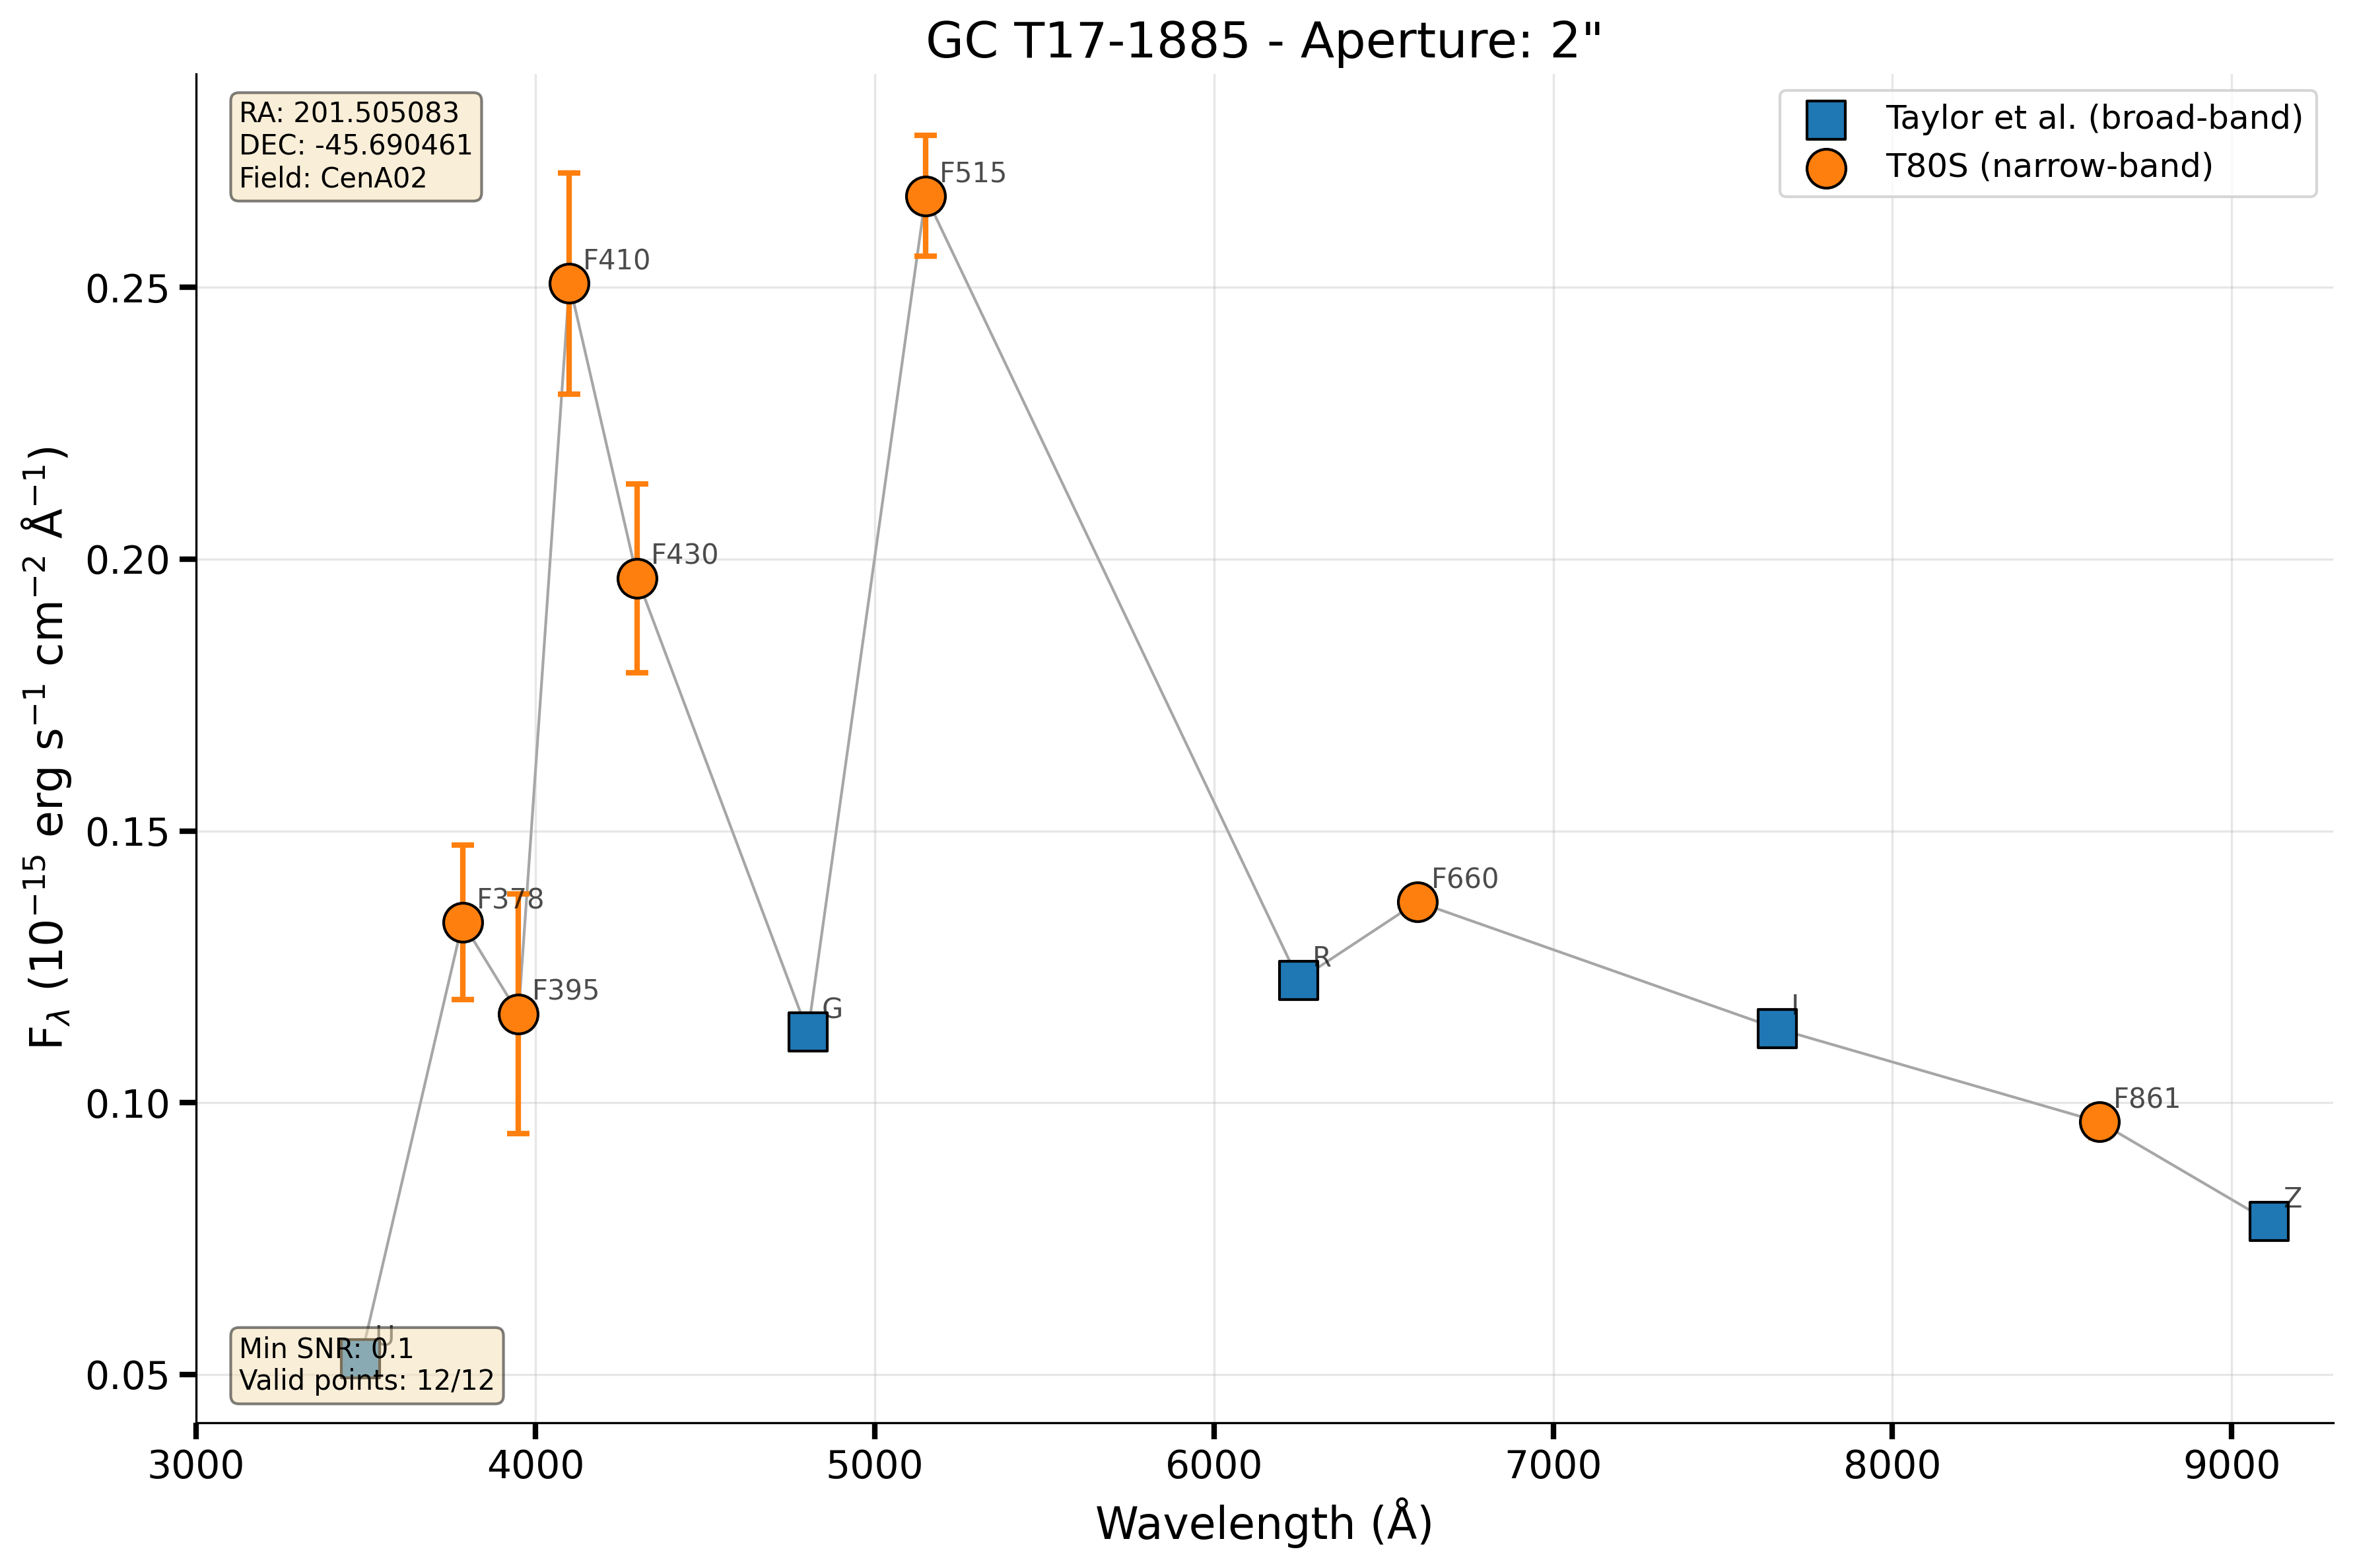 GC T17-1885 - Aperture: 2"
RA: 201.505083
DEC: -45.690461
Field: CenA02
Taylor et al. (broad-band)
T80S (narrow-band)
F515
F410
F430
F378
F395
G
R
F660
I
F861
Z
U
Min SNR: 0.1
Valid points: 12/12
0.25
0.20
0.15
0.10
0.05
3000 4000 5000 6000 7000 8000 9000
Wavelength (Å)
Fλ (10⁻¹⁵ erg s⁻¹ cm⁻² Å⁻¹)